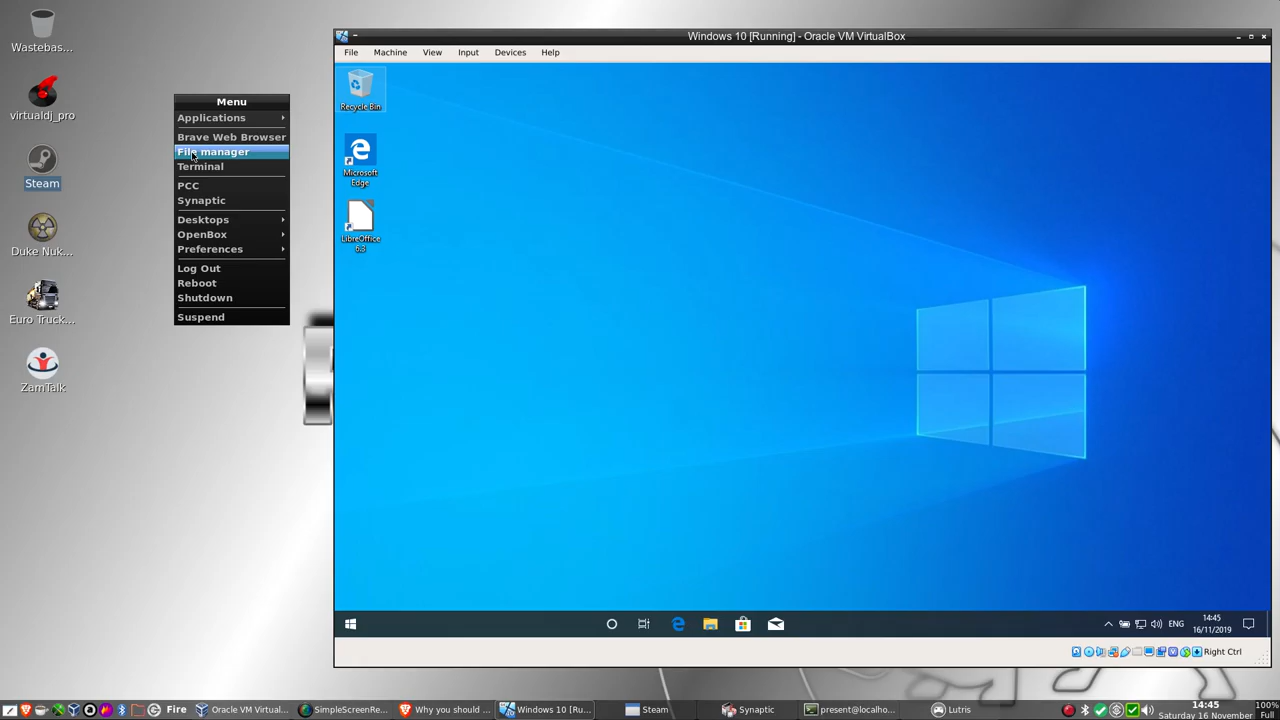 Wastebas...
virtualdj_pro
Steam
Duke Nuk...
Euro Truck...
ZamTalk
Menu
Applications
Brave Web Browser
File manager
Terminal
PCC
Synaptic
Desktops
OpenBox
Preferences
Log Out
Reboot
Shutdown
Suspend
Windows 10 [Running] - Oracle VM VirtualBox
File Machine View Input Devices Help
Recycle Bin
Microsoft
Edge
LibreOffice
6.3
ENG
14:45
16/11/2019
Right Ctrl
Fire
Oracle VM Virtual...
SimpleScreenRe...
Why you should ...
Windows 10 [Ru...
Steam
Synaptic
present@localho...
Lutris
14:45
Saturday 16 November
100%
Full